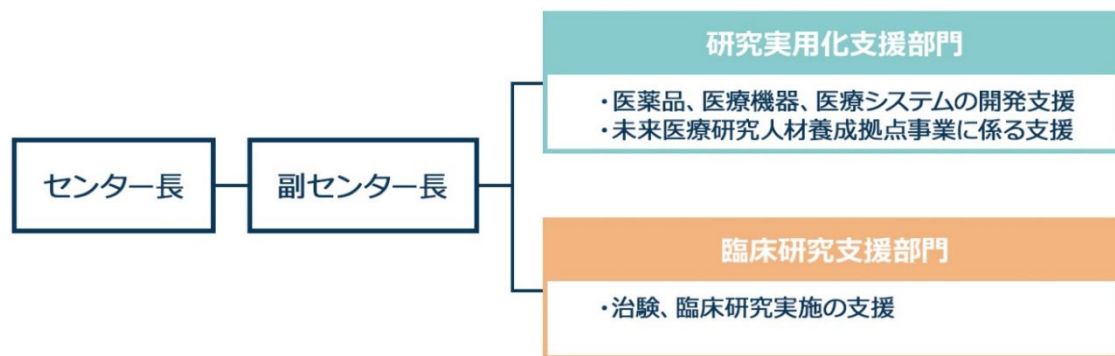 センター長
副センター長
研究実用化支援部門
・医薬品、医療機器、医療システムの開発支援
・未来医療研究人材養成拠点事業に係る支援
臨床研究支援部門
・治験、臨床研究実施の支援